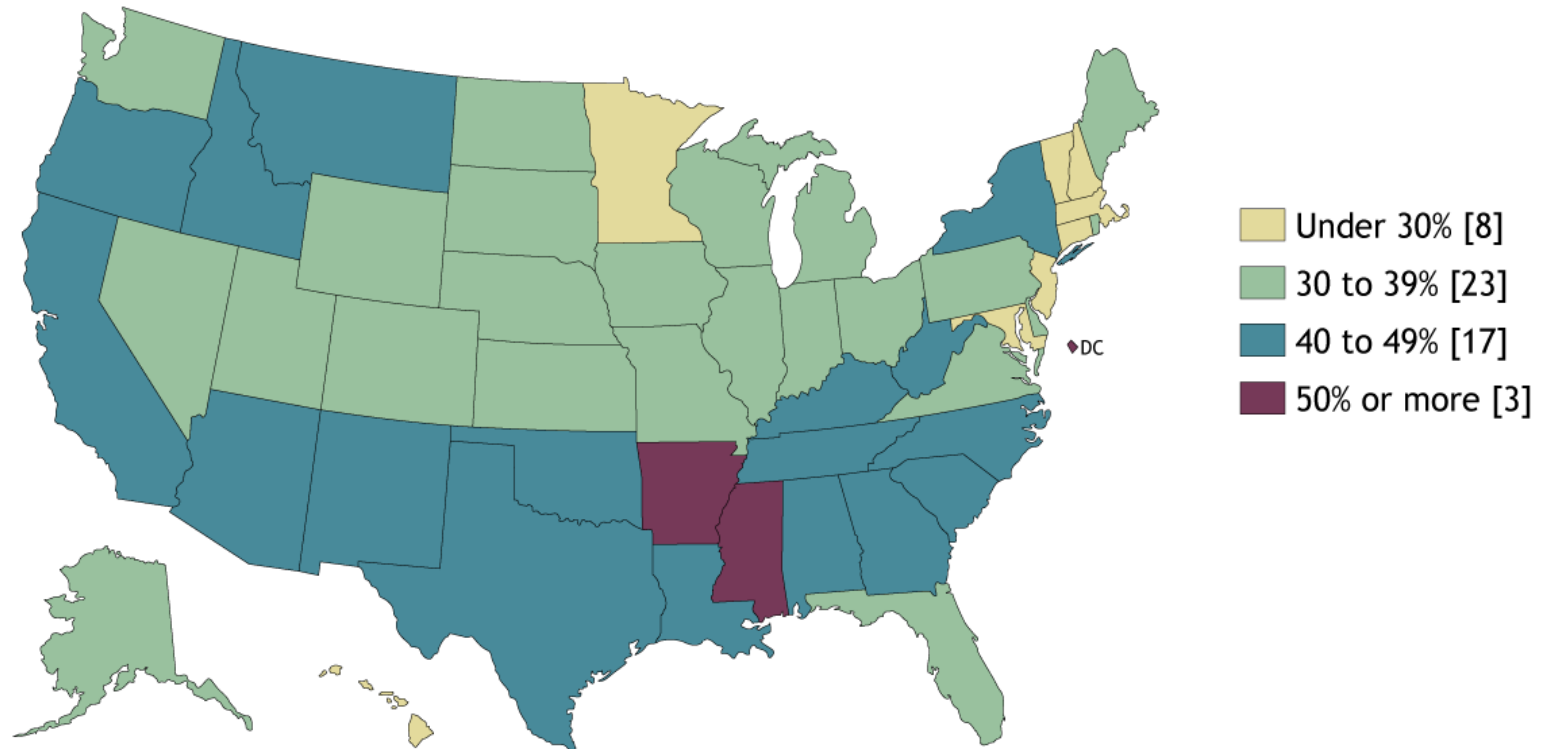 Under 30% [8]
30 to 39% [23]
40 to 49% [17]
50% or more [3]
DC